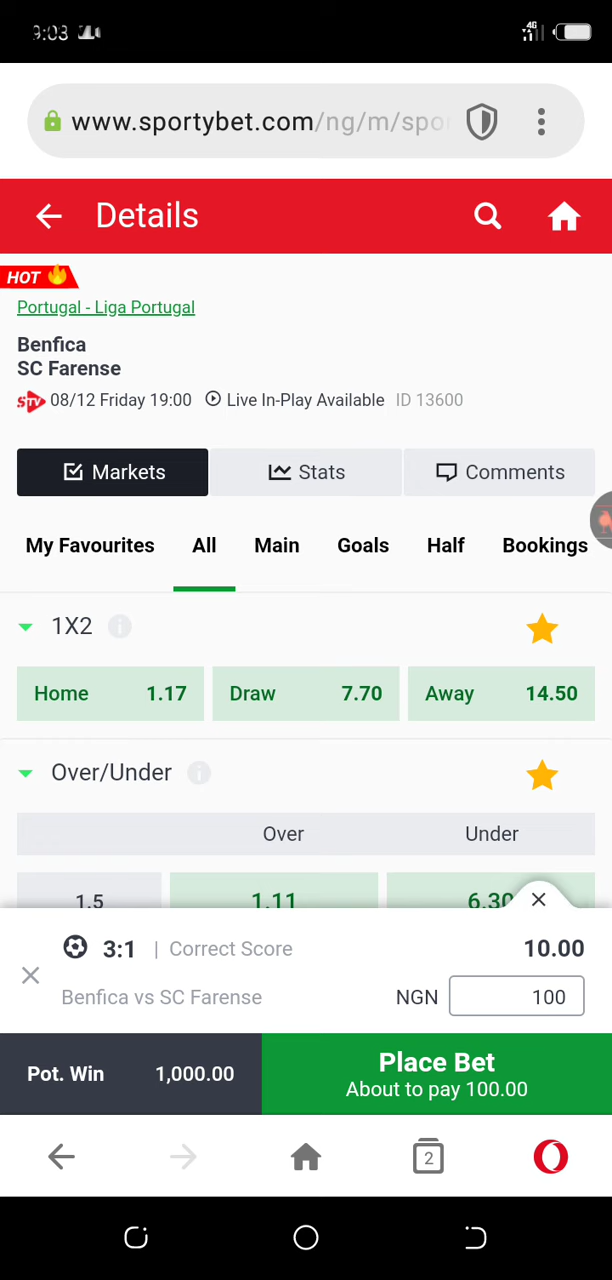 9:03 4G
www.sportybet.com/ng/m/spo
Details
HOT
Portugal - Liga Portugal
Benfica
SC Farense
STV 08/12 Friday 19:00 Live In-Play Available ID 13600
Markets Stats Comments
My Favourites All Main Goals Half Bookings
1X2 i
Home 1.17 Draw 7.70 Away 14.50
Over/Under i
Over Under
1.5 1.11 6.30
3:1 | Correct Score 10.00
Benfica vs SC Farense NGN 100
Pot. Win 1,000.00 Place Bet
About to pay 100.00
2